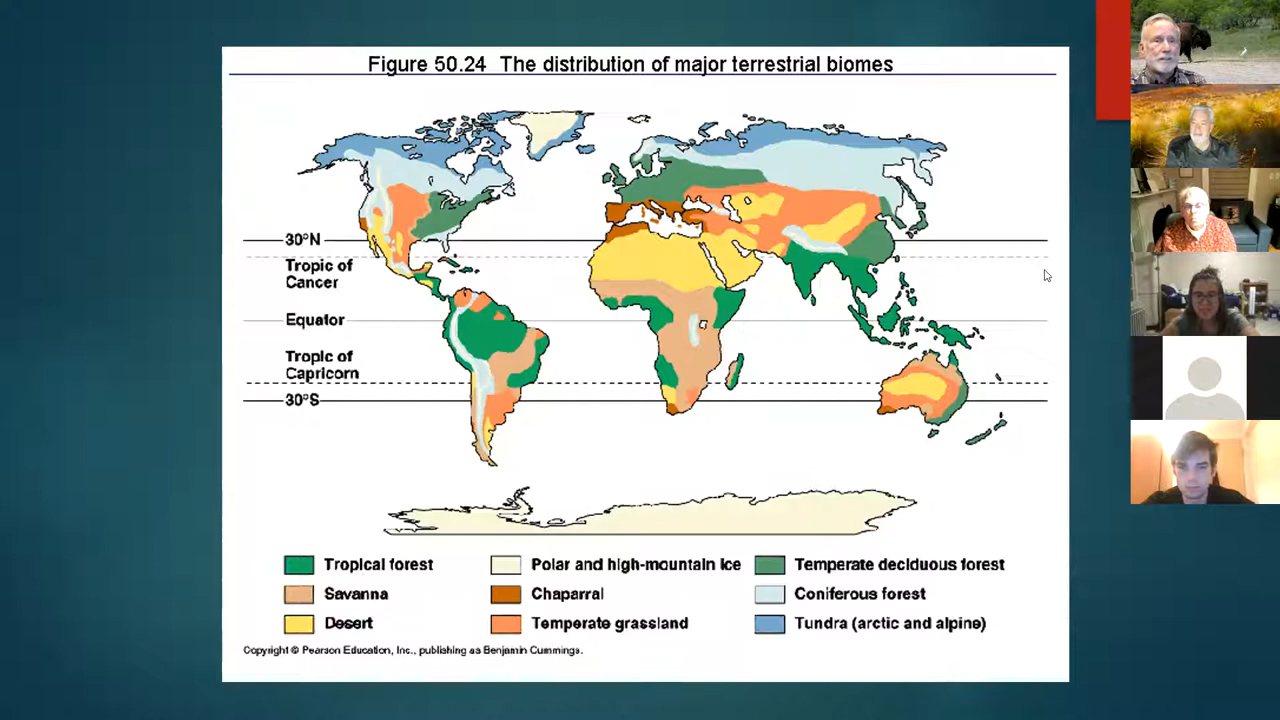 Figure 50.24 The distribution of major terrestrial biomes
30°N
Tropic of
Cancer
Equator
Tropic of
Capricorn
30°S
Tropical forest
Polar and high-mountain ice
Temperate deciduous forest
Savanna
Chaparral
Coniferous forest
Desert
Temperate grassland
Tundra (arctic and alpine)
Copyright © Pearson Education, Inc., publishing as Benjamin Cummings.